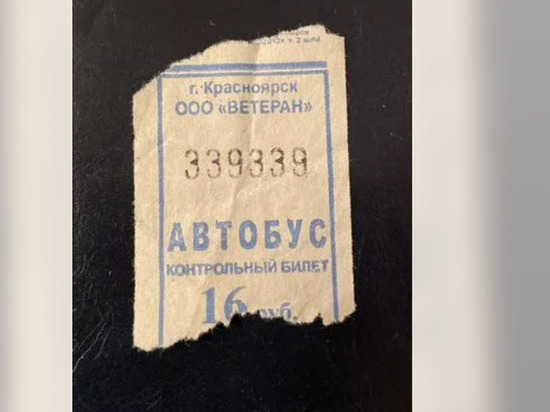 г. Красноярск
ООО «ВЕТЕРАН»
339339
АВТОБУС
КОНТРОЛЬНЫЙ БИЛЕТ
16 руб.